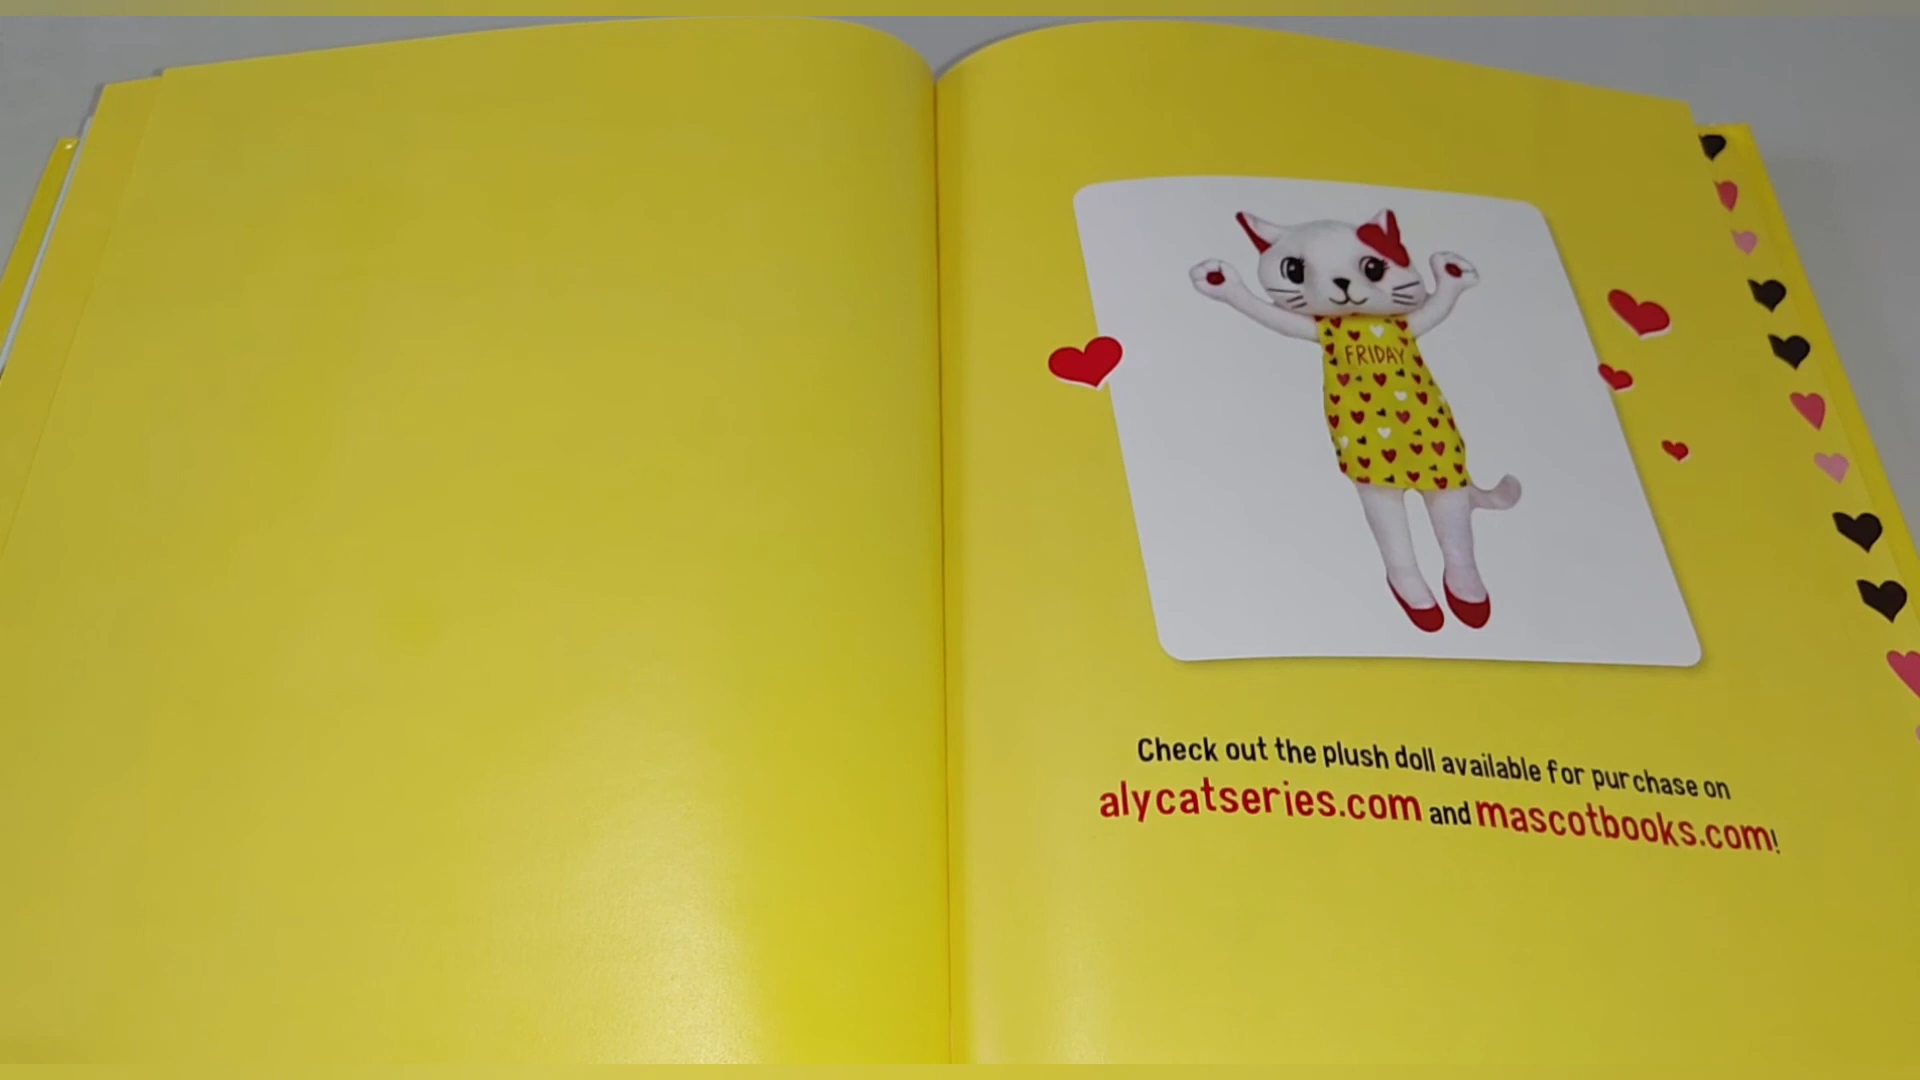 FRIDAY
Check out the plush doll available for purchase on
alycatseries.com and mascotbooks.com!